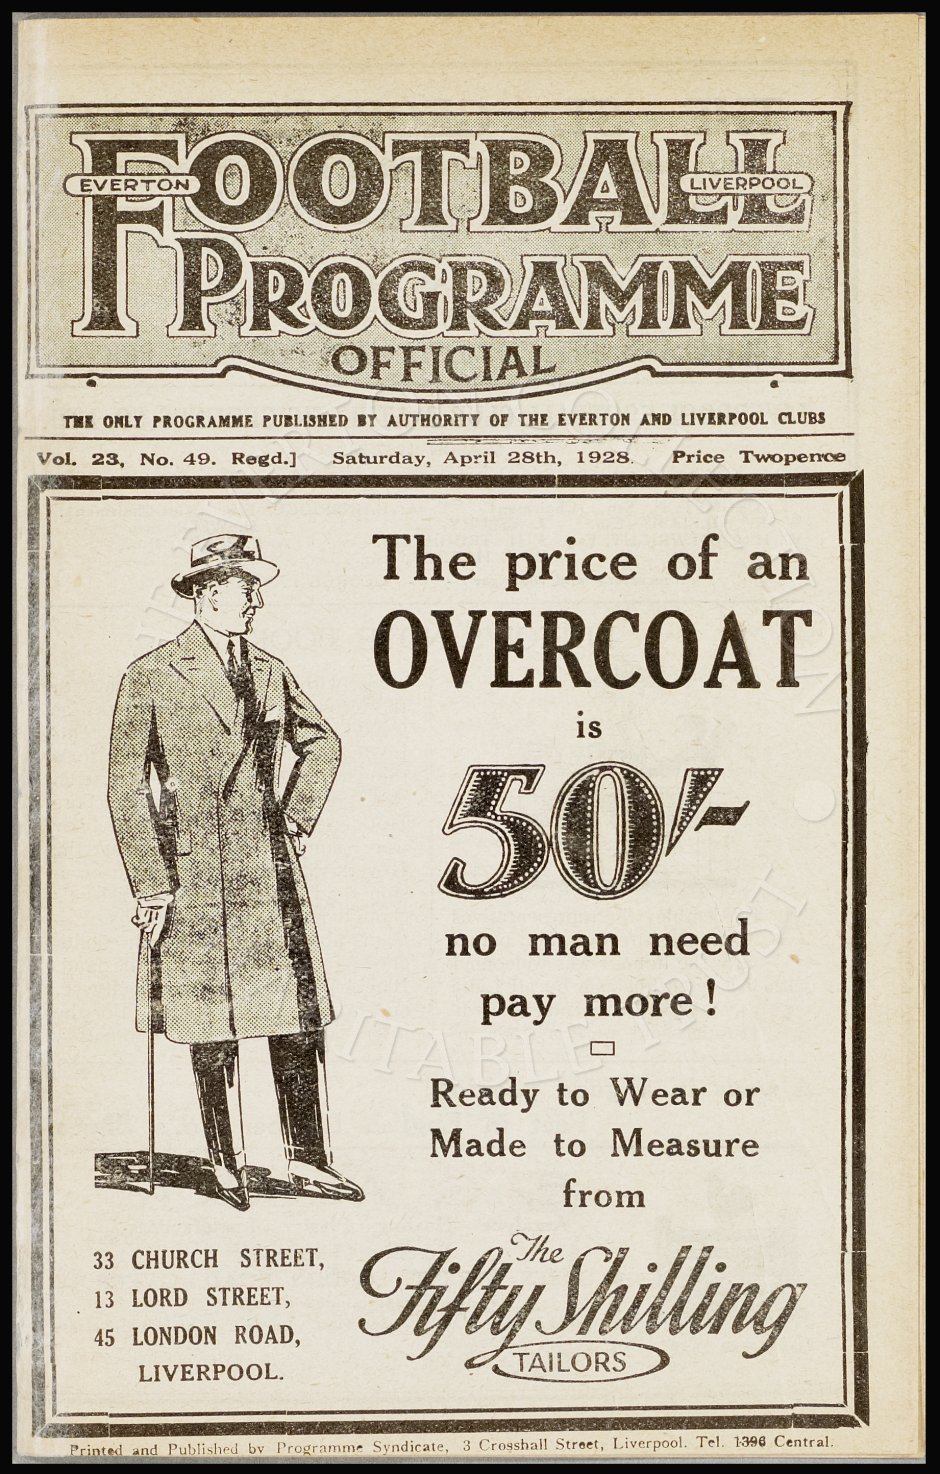 FOOTBALL
EVERTON
LIVERPOOL
PROGRAMME
OFFICIAL
THE ONLY PROGRAMME PUBLISHED BY AUTHORITY OF THE EVERTON AND LIVERPOOL CLUBS
Vol. 23, No. 49. Regd.] Saturday, April 28th, 1928. Price Twopence
The price of an
OVERCOAT
is
50/-
no man need
pay more!
Ready to Wear or
Made to Measure
from
The
Fifty Shilling
TAILORS
33 CHURCH STREET,
13 LORD STREET,
45 LONDON ROAD,
LIVERPOOL.
Printed and Published by Programme Syndicate, 3 Crosshall Street, Liverpool. Tel. 1396 Central.